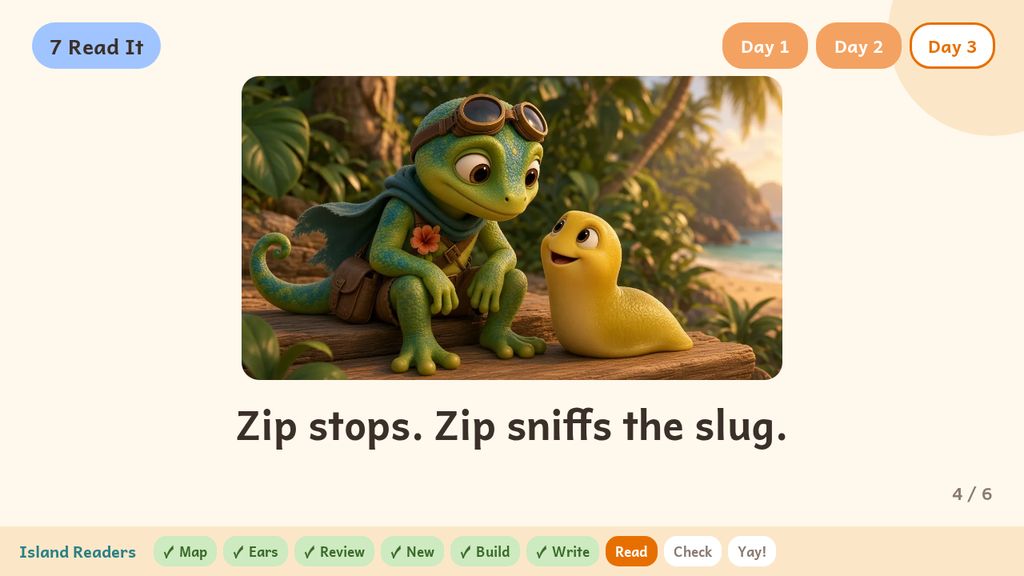 7 Read It
Day 1 Day 2 Day 3
Zip stops. Zip sniffs the slug.
4 / 6
Island Readers ✓ Map ✓ Ears ✓ Review ✓ New ✓ Build ✓ Write Read Check Yay!